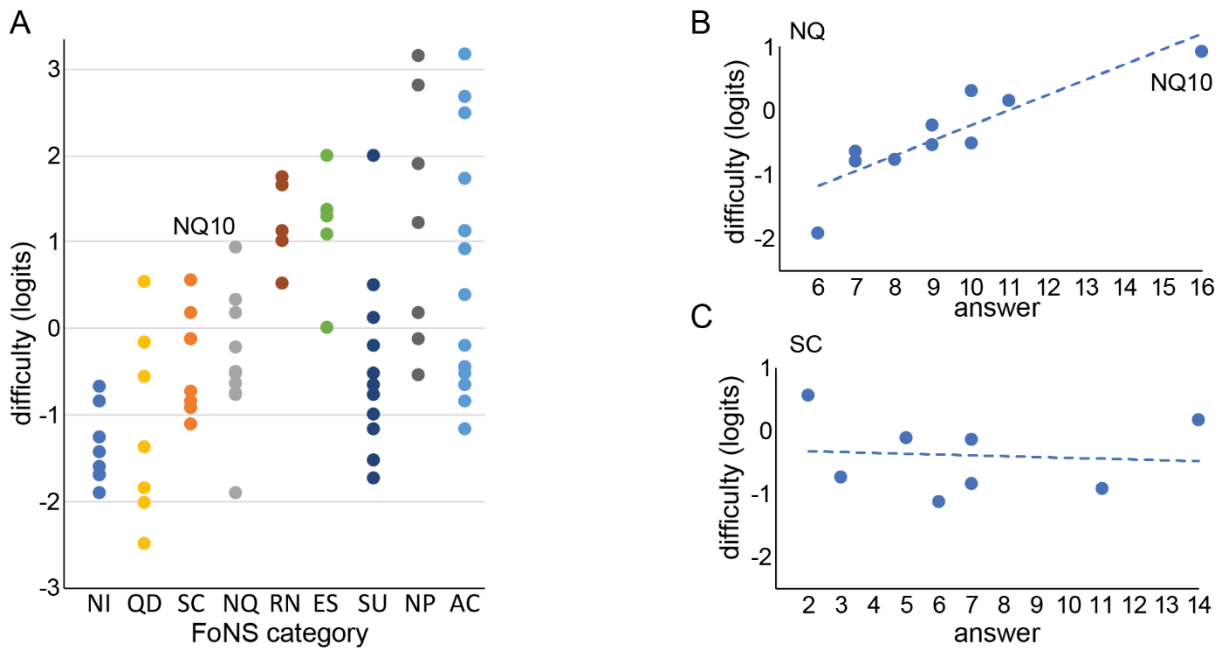 A
difficulty (logits)
3
2
1
0
-1
-2
-3
NQ10
NI QD SC NQ RN ES SU NP AC
FoNS category
B
NQ
difficulty (logits)
1
0
-1
-2
NQ10
6 7 8 9 10 11 12 13 14 15 16
answer
C
SC
difficulty (logits)
1
0
-1
-2
2 3 4 5 6 7 8 9 10 11 12 13 14
answer